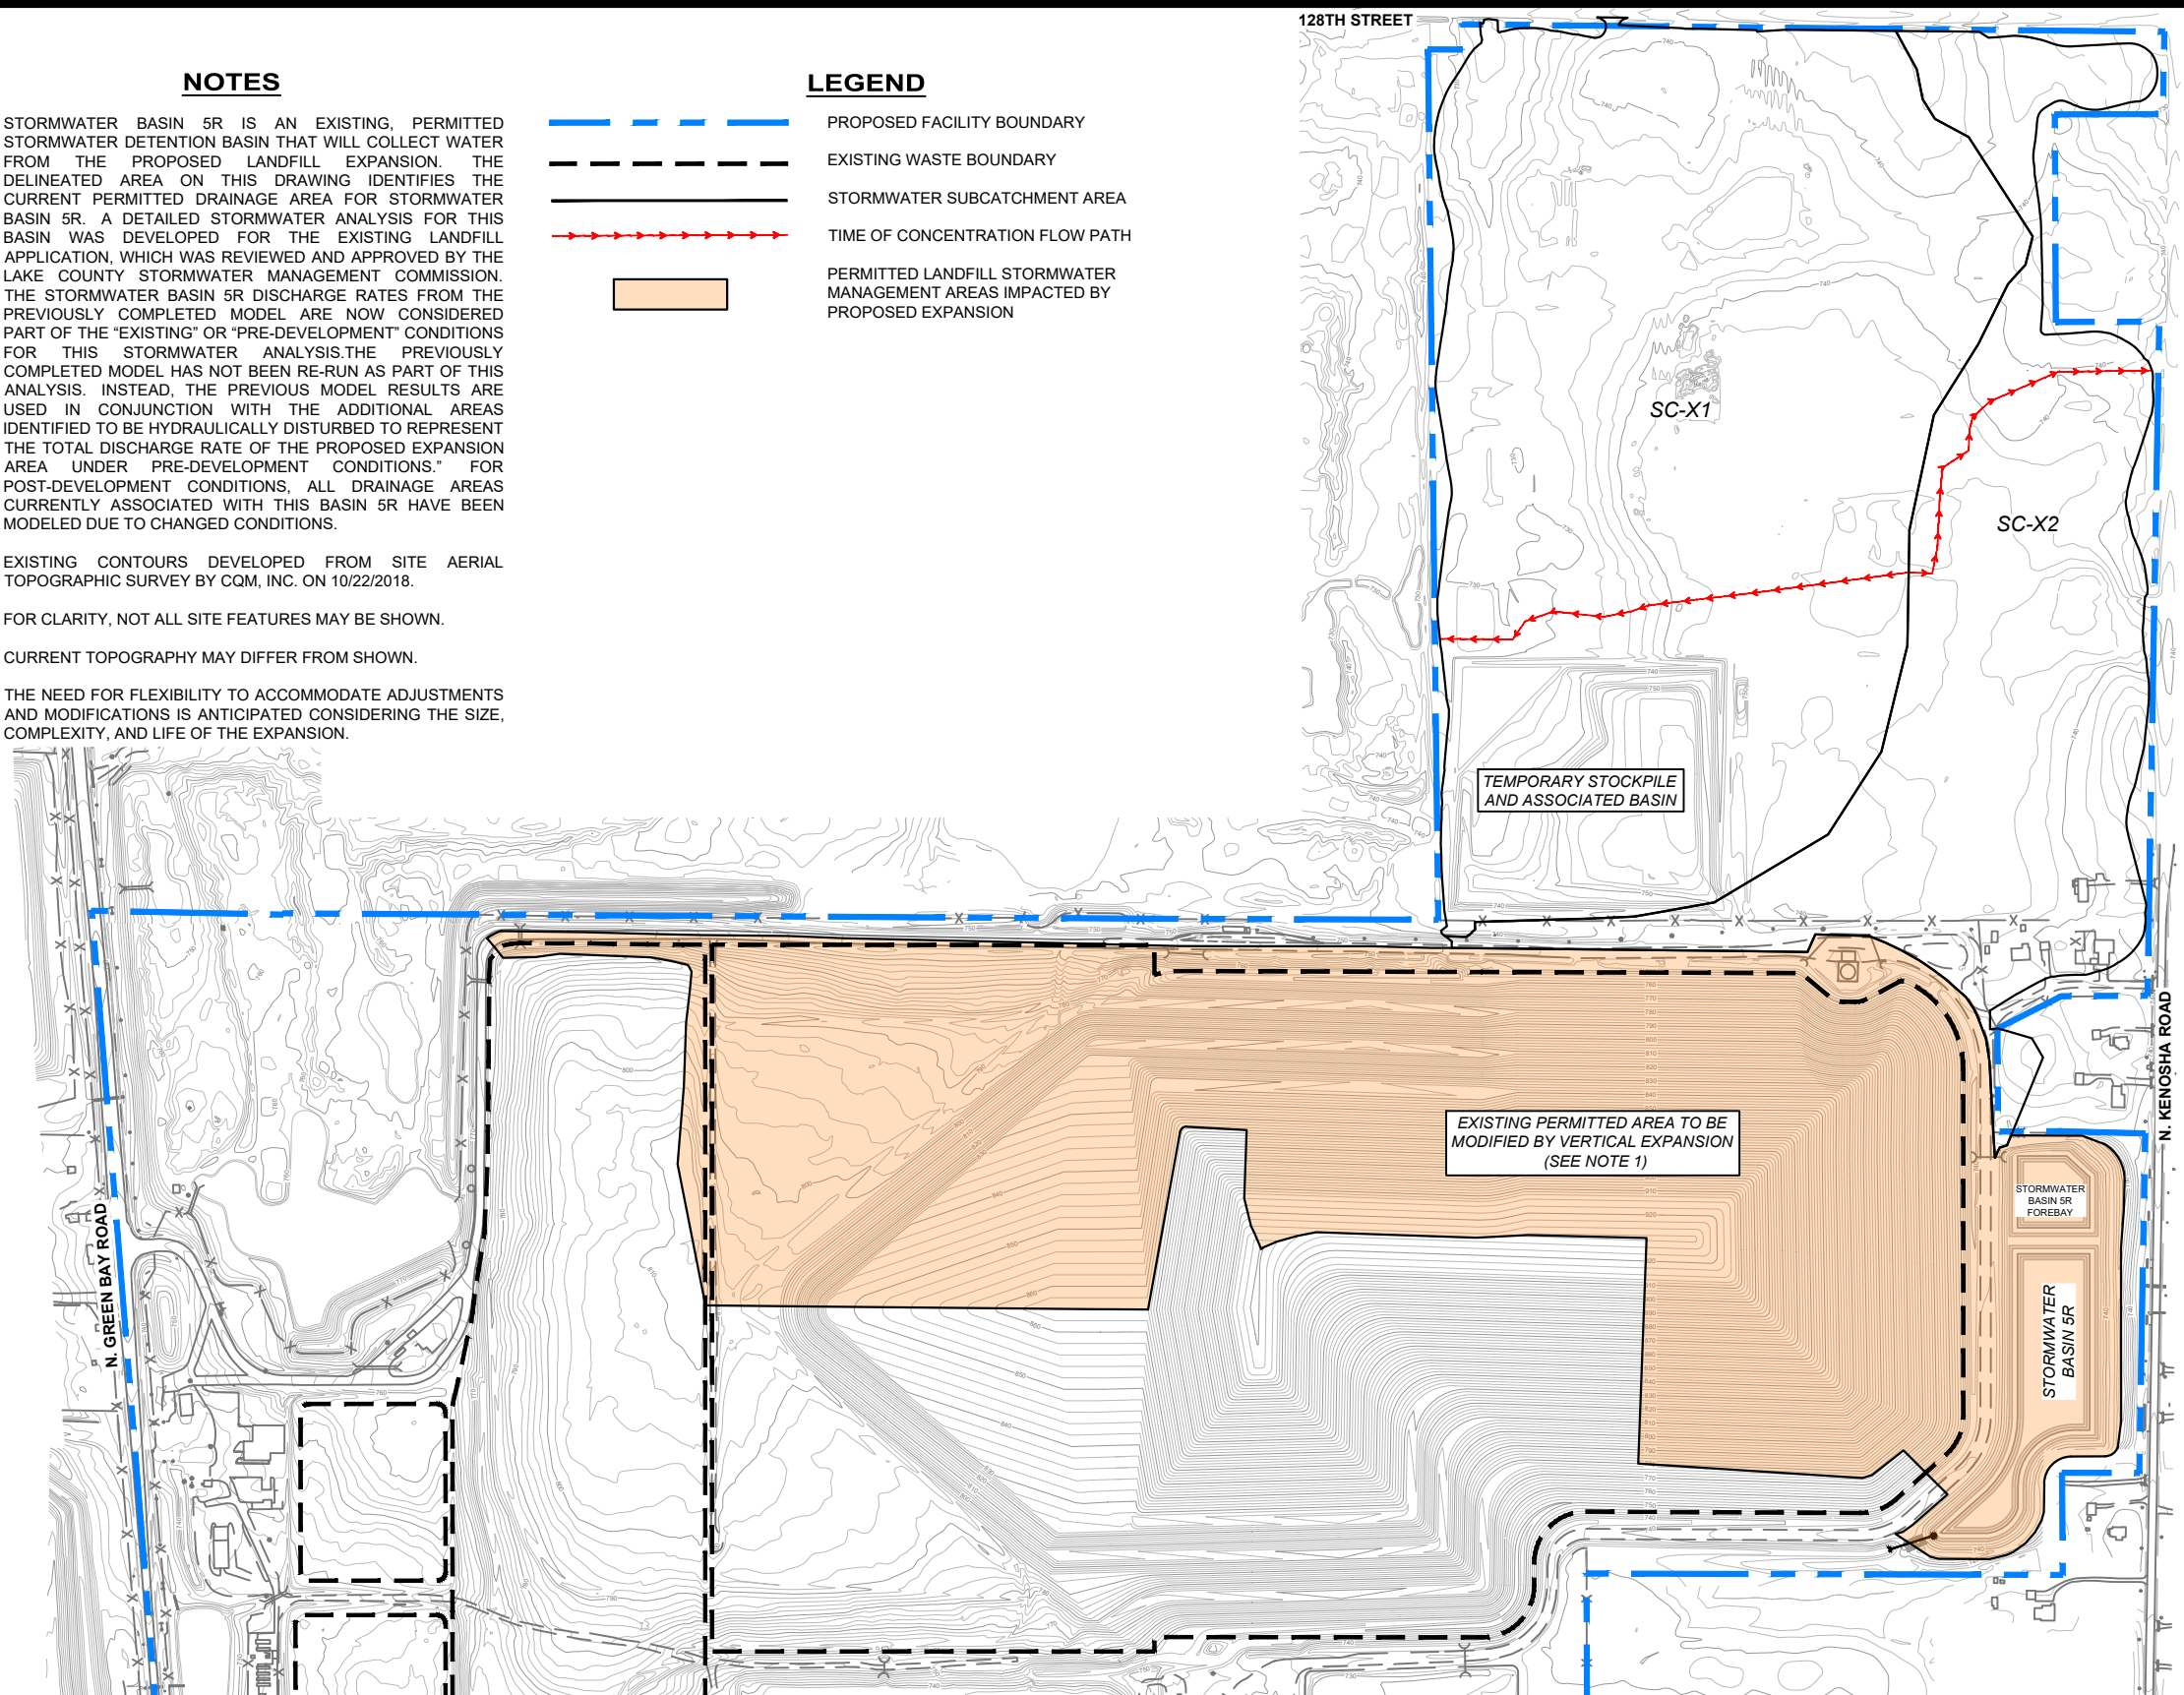 128TH STREET
NOTES
STORMWATER BASIN 5R IS AN EXISTING, PERMITTED
STORMWATER DETENTION BASIN THAT WILL COLLECT WATER
FROM THE PROPOSED LANDFILL EXPANSION. THE
DELINEATED AREA ON THIS DRAWING IDENTIFIES THE
CURRENT PERMITTED DRAINAGE AREA FOR STORMWATER
BASIN 5R. A DETAILED STORMWATER ANALYSIS FOR THIS
BASIN WAS DEVELOPED FOR THE EXISTING LANDFILL
APPLICATION, WHICH WAS REVIEWED AND APPROVED BY THE
LAKE COUNTY STORMWATER MANAGEMENT COMMISSION.
THE STORMWATER BASIN 5R DISCHARGE RATES FROM THE
PREVIOUSLY COMPLETED MODEL ARE NOW CONSIDERED
PART OF THE “EXISTING” OR “PRE-DEVELOPMENT” CONDITIONS
FOR THIS STORMWATER ANALYSIS.THE PREVIOUSLY
COMPLETED MODEL HAS NOT BEEN RE-RUN AS PART OF THIS
ANALYSIS. INSTEAD, THE PREVIOUS MODEL RESULTS ARE
USED IN CONJUNCTION WITH THE ADDITIONAL AREAS
IDENTIFIED TO BE HYDRAULICALLY DISTURBED TO REPRESENT
THE TOTAL DISCHARGE RATE OF THE PROPOSED EXPANSION
AREA UNDER PRE-DEVELOPMENT CONDITIONS.” FOR
POST-DEVELOPMENT CONDITIONS, ALL DRAINAGE AREAS
CURRENTLY ASSOCIATED WITH THIS BASIN 5R HAVE BEEN
MODELED DUE TO CHANGED CONDITIONS.
EXISTING CONTOURS DEVELOPED FROM SITE AERIAL
TOPOGRAPHIC SURVEY BY CQM, INC. ON 10/22/2018.
FOR CLARITY, NOT ALL SITE FEATURES MAY BE SHOWN.
CURRENT TOPOGRAPHY MAY DIFFER FROM SHOWN.
THE NEED FOR FLEXIBILITY TO ACCOMMODATE ADJUSTMENTS
AND MODIFICATIONS IS ANTICIPATED CONSIDERING THE SIZE,
COMPLEXITY, AND LIFE OF THE EXPANSION.
LEGEND
PROPOSED FACILITY BOUNDARY
EXISTING WASTE BOUNDARY
STORMWATER SUBCATCHMENT AREA
TIME OF CONCENTRATION FLOW PATH
PERMITTED LANDFILL STORMWATER
MANAGEMENT AREAS IMPACTED BY
PROPOSED EXPANSION
SC-X1
SC-X2
TEMPORARY STOCKPILE
AND ASSOCIATED BASIN
EXISTING PERMITTED AREA TO BE
MODIFIED BY VERTICAL EXPANSION
(SEE NOTE 1)
STORMWATER
BASIN 5R
FOREBAY
STORMWATER
BASIN 5R
N. GREEN BAY ROAD
N. KENOSHA ROAD